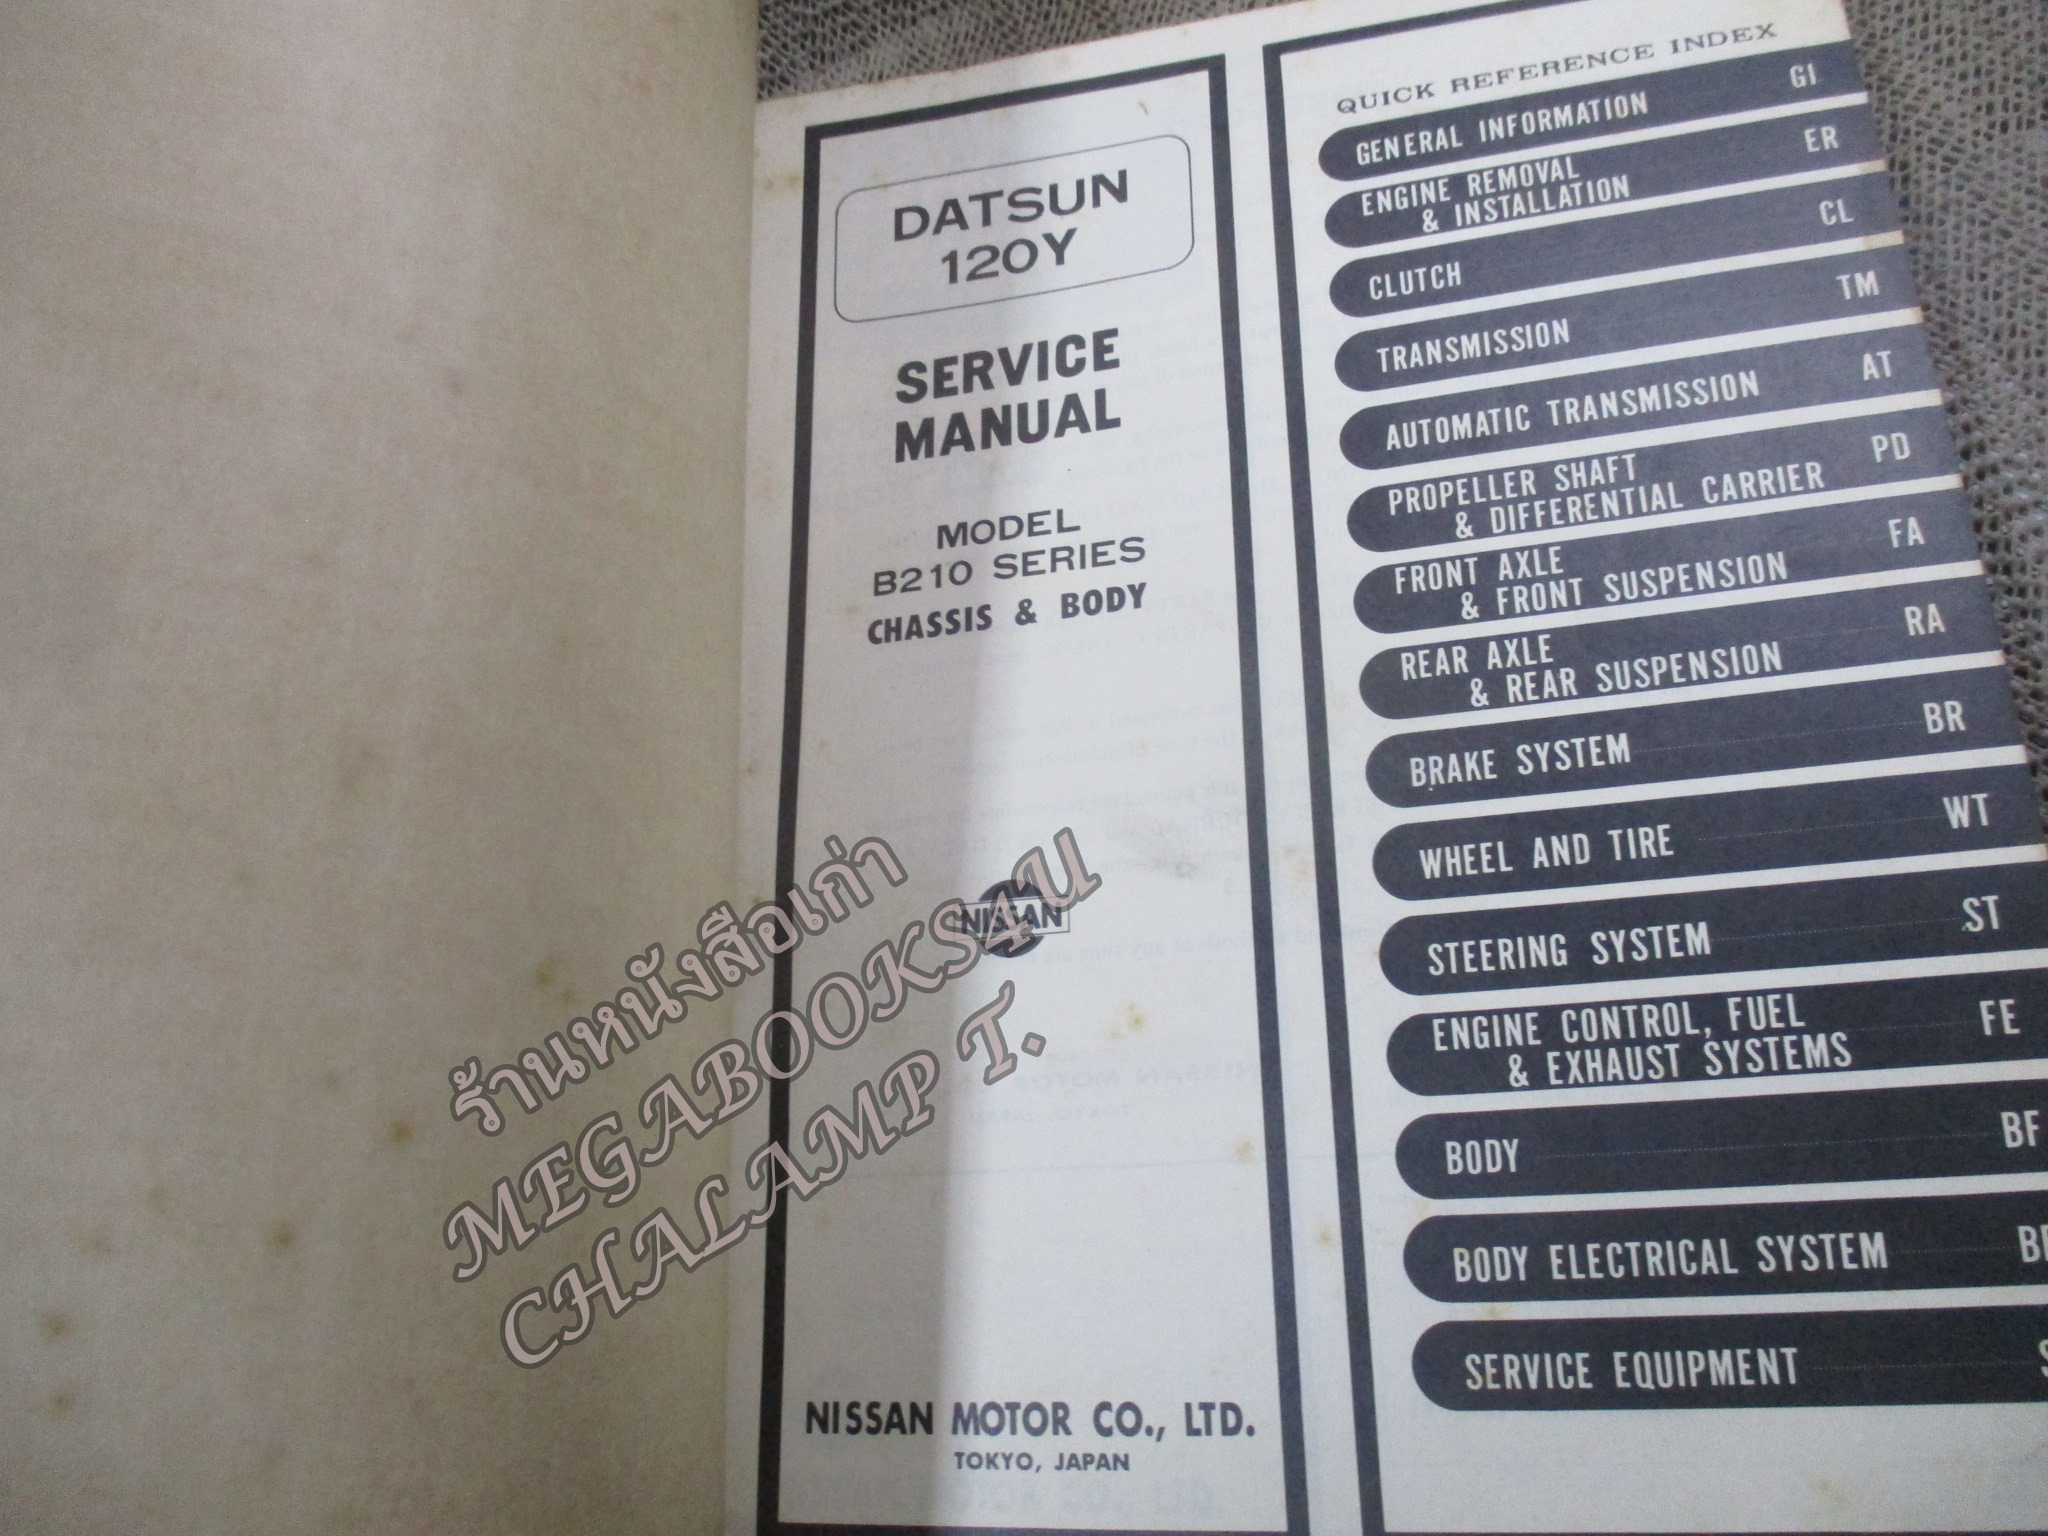 DATSUN
120Y
SERVICE
MANUAL
MODEL
B210 SERIES
CHASSIS & BODY
NISSAN
NISSAN MOTOR CO., LTD.
TOKYO, JAPAN
QUICK REFERENCE INDEX
GENERAL INFORMATION GI
ENGINE REMOVAL
& INSTALLATION ER
CLUTCH CL
TRANSMISSION TM
AUTOMATIC TRANSMISSION AT
PROPELLER SHAFT
& DIFFERENTIAL CARRIER PD
FRONT AXLE
& FRONT SUSPENSION FA
REAR AXLE
& REAR SUSPENSION RA
BRAKE SYSTEM BR
WHEEL AND TIRE WT
STEERING SYSTEM ST
ENGINE CONTROL, FUEL
& EXHAUST SYSTEMS FE
BODY BF
BODY ELECTRICAL SYSTEM
SERVICE EQUIPMENT
ร้านหนังสือเก่า
MEGABOOKS4U
CHALAMP T.